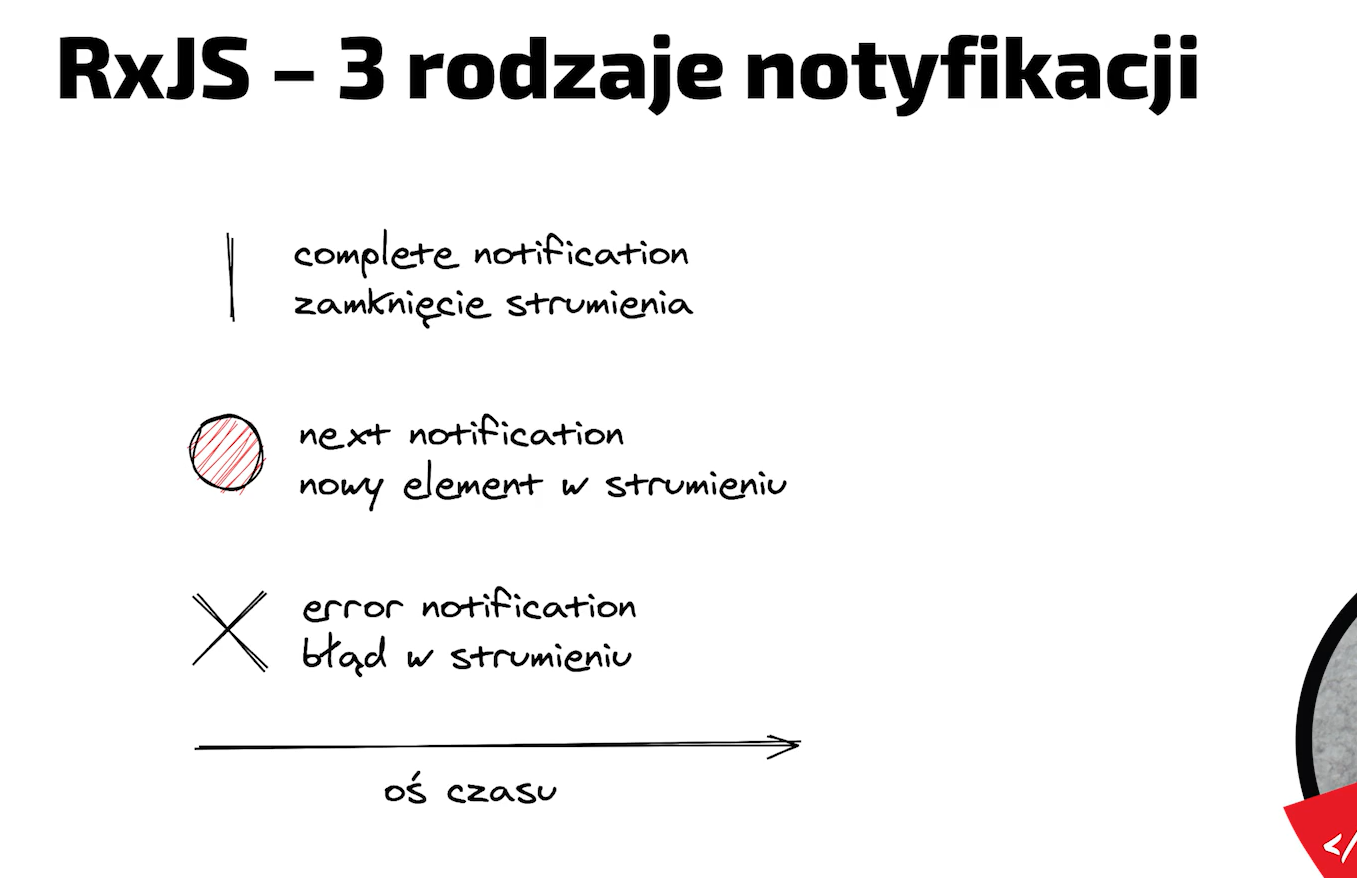 RxJS – 3 rodzaje notyfikacji
complete notification
zamknięcie strumienia
next notification
nowy element w strumieniu
error notification
błąd w strumieniu
oś czasu